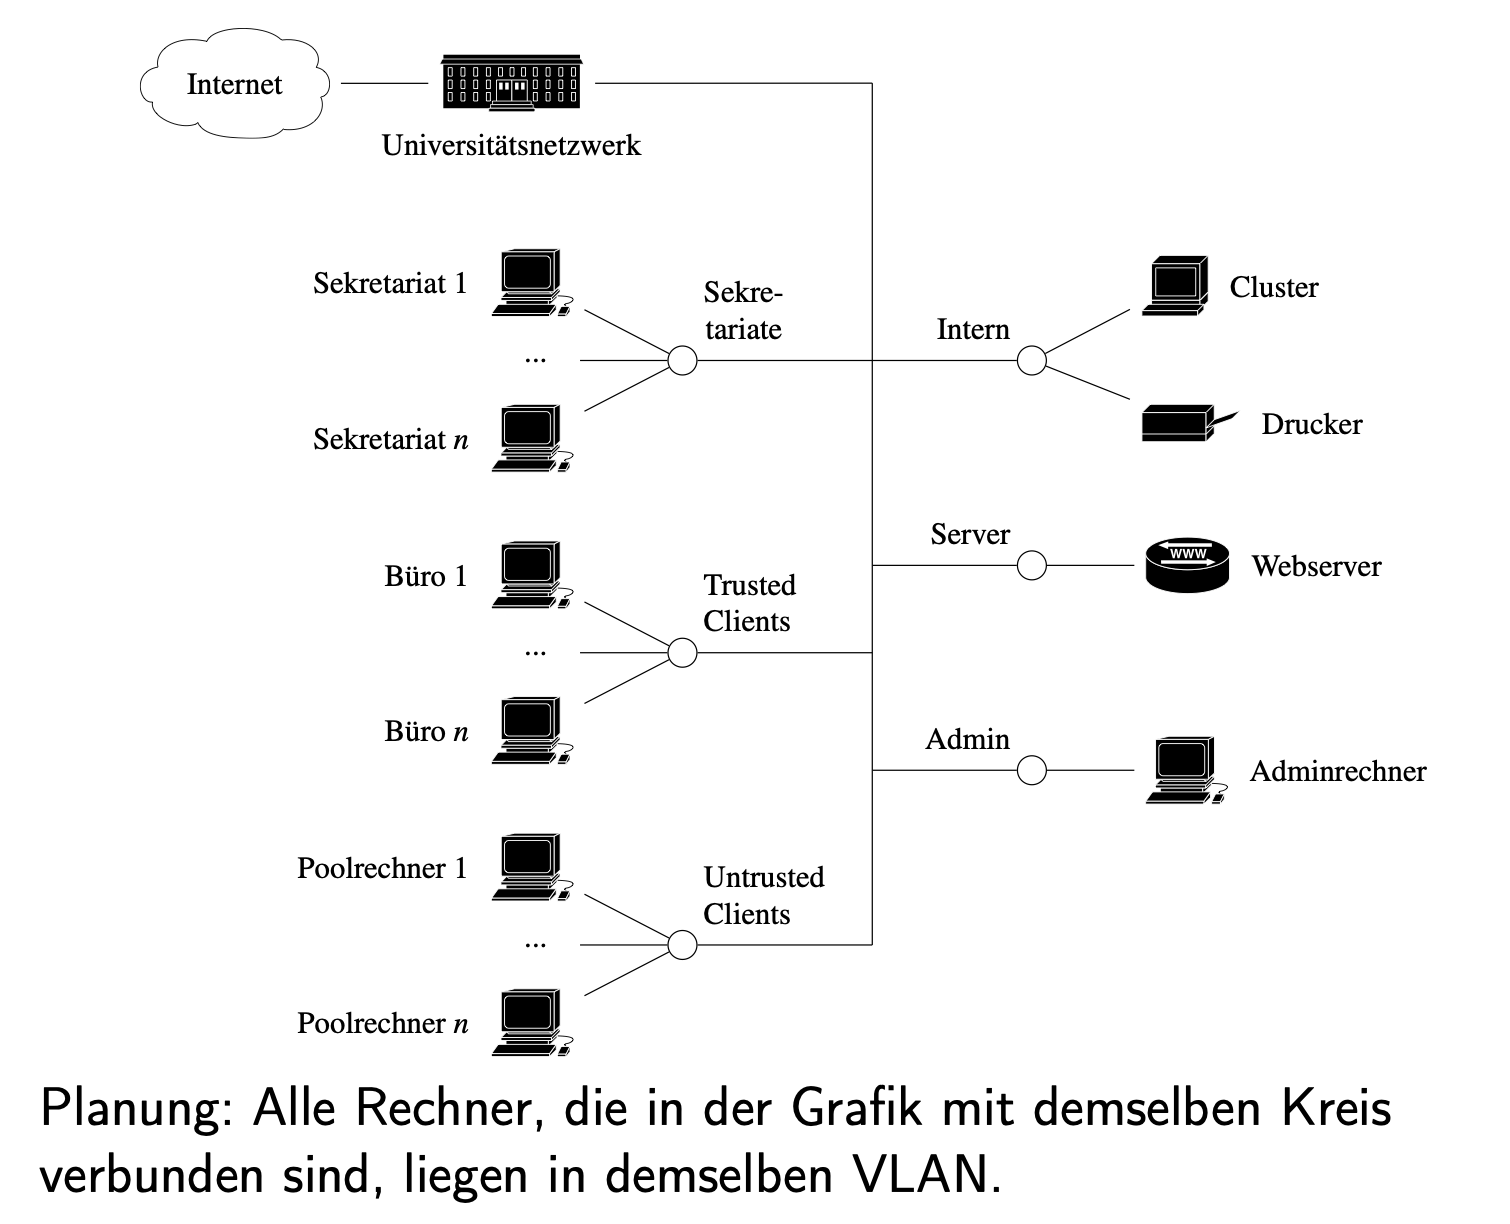 Internet
Universitätsnetzwerk
Sekretariat 1
...
Sekretariat n
Sekre-
tariate
Intern
Cluster
Drucker
Server
WWW
Webserver
Büro 1
...
Büro n
Trusted
Clients
Admin
Adminrechner
Poolrechner 1
...
Poolrechner n
Untrusted
Clients
Planung: Alle Rechner, die in der Grafik mit demselben Kreis
verbunden sind, liegen in demselben VLAN.